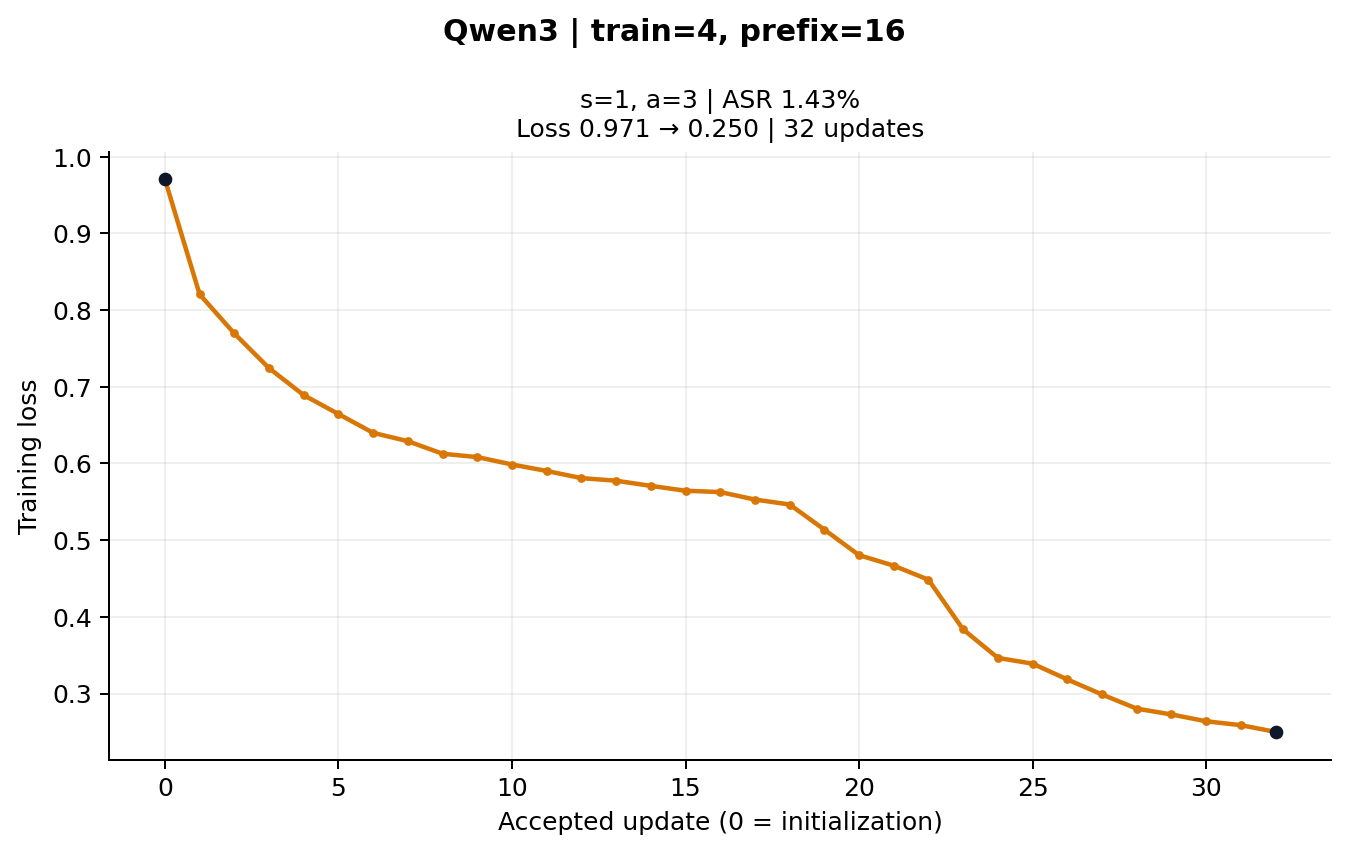 Qwen3 | train=4, prefix=16
s=1, a=3 | ASR 1.43%
Loss 0.971 → 0.250 | 32 updates
1.0
0.9
0.8
0.7
0.6
0.5
0.4
0.3
Training loss
0 5 10 15 20 25 30
Accepted update (0 = initialization)